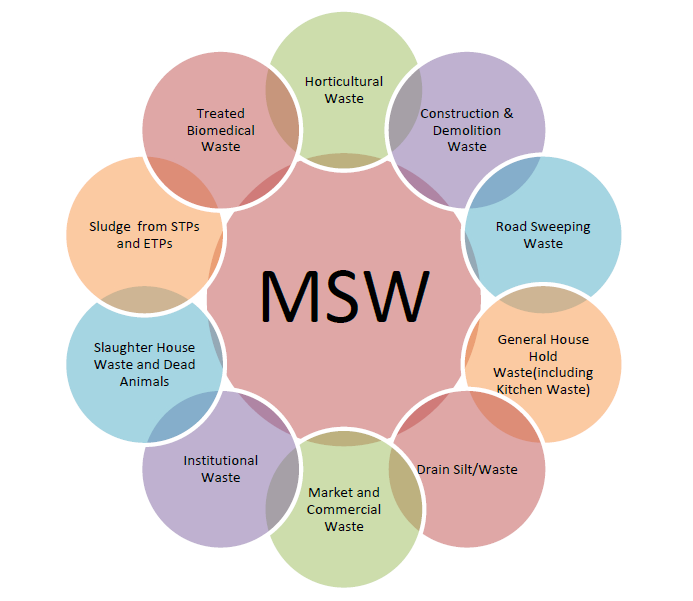 Horticultural
Waste
Construction &
Demolition
Waste
Road Sweeping
Waste
General House
Hold
Waste(including
Kitchen Waste)
Drain Silt/Waste
Market and
Commercial
Waste
Institutional
Waste
Slaughter House
Waste and Dead
Animals
Sludge from STPs
and ETPs
Treated
Biomedical
Waste
MSW